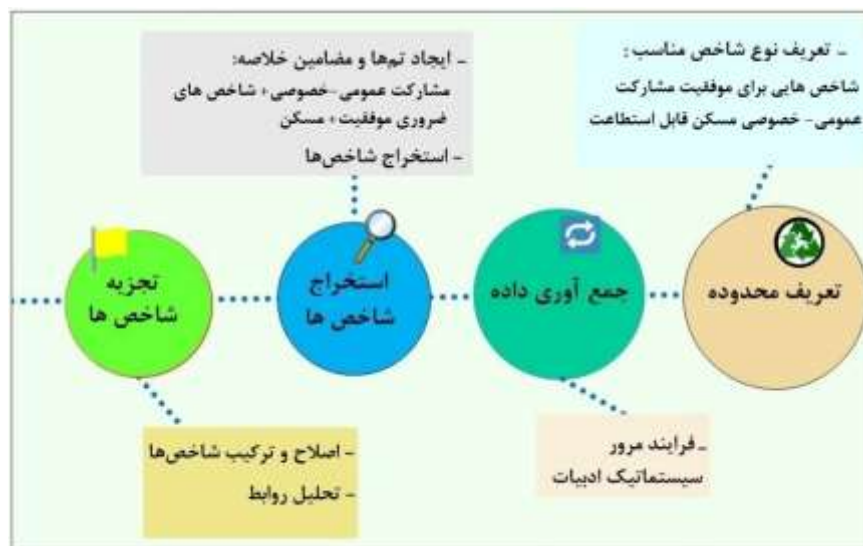 - تعریف نوع شاخص مناسب:
شاخص هایی برای موفقیت مشارکت
عمومی- خصوصی مسکن قابل استطاعت
تعریف محدوده
جمع آوری داده
- فرایند مرور
سیستماتیک ادبیات
- ایجاد تم‌ها و مضامین خلاصه:
مشارکت عمومی-خصوصی+ شاخص های
ضروری موفقیت+ مسکن
- استخراج شاخص‌ها
استخراج
شاخص ها
تجزیه
شاخص ها
- اصلاح و ترکیب شاخص‌ها
- تحلیل روابط